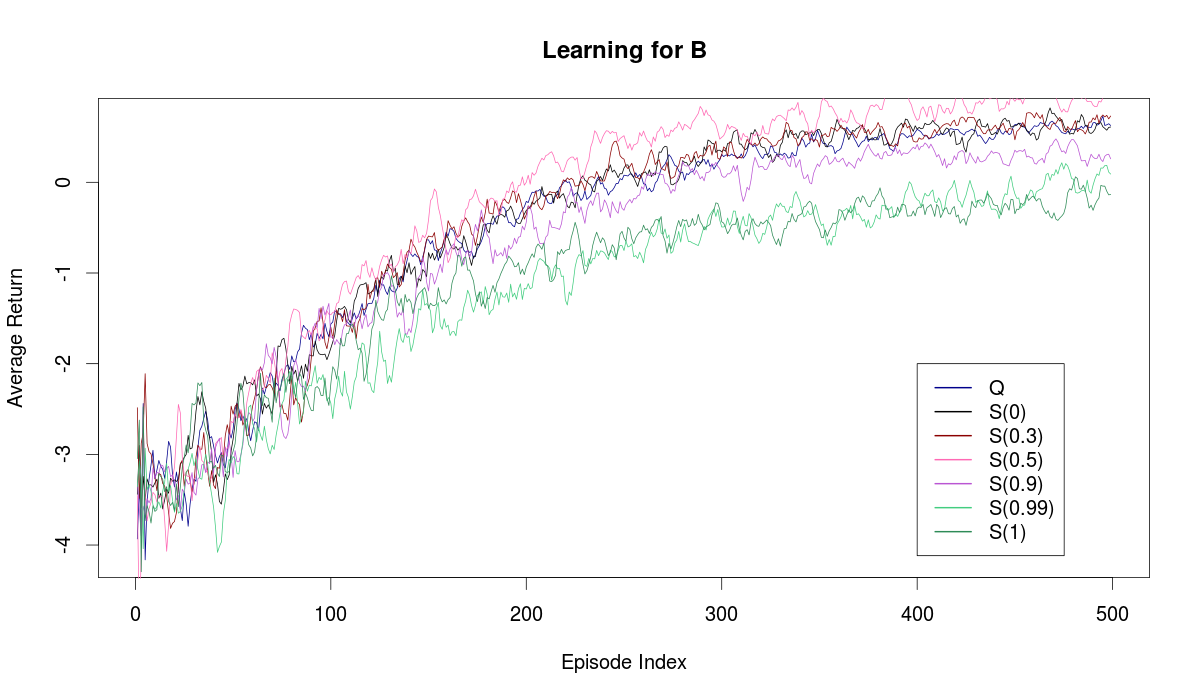 Learning for B
Average Return
0
-1
-2
-3
-4
Q
S(0)
S(0.3)
S(0.5)
S(0.9)
S(0.99)
S(1)
0 100 200 300 400 500
Episode Index